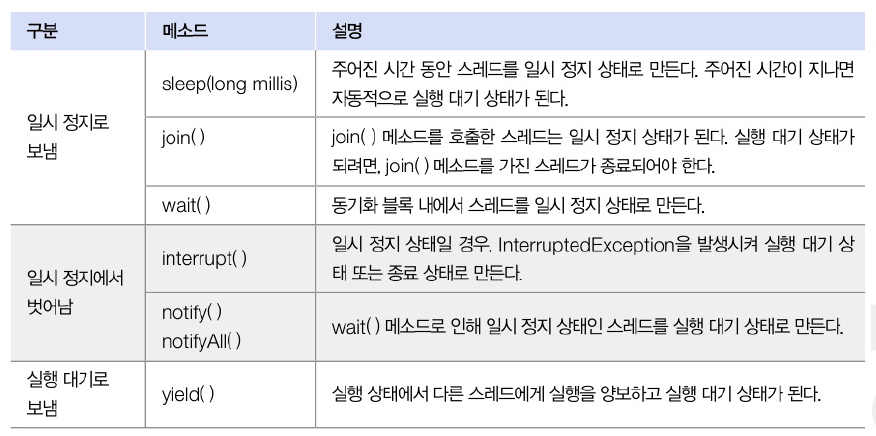 구분 메소드 설명
일시 정지로
보냄
sleep(long millis)
주어진 시간 동안 스레드를 일시 정지 상태로 만든다. 주어진 시간이 지나면
자동적으로 실행 대기 상태가 된다.
join( )
join( ) 메소드를 호출한 스레드는 일시 정지 상태가 된다. 실행 대기 상태가
되려면, join( ) 메소드를 가진 스레드가 종료되어야 한다.
wait( )
동기화 블록 내에서 스레드를 일시 정지 상태로 만든다.
일시 정지에서
벗어남
interrupt( )
일시 정지 상태일 경우, InterruptedException을 발생시켜 실행 대기 상
태 또는 종료 상태로 만든다.
notify( )
notifyAll( )
wait( ) 메소드로 인해 일시 정지 상태인 스레드를 실행 대기 상태로 만든다.
실행 대기로
보냄
yield( )
실행 상태에서 다른 스레드에게 실행을 양보하고 실행 대기 상태가 된다.